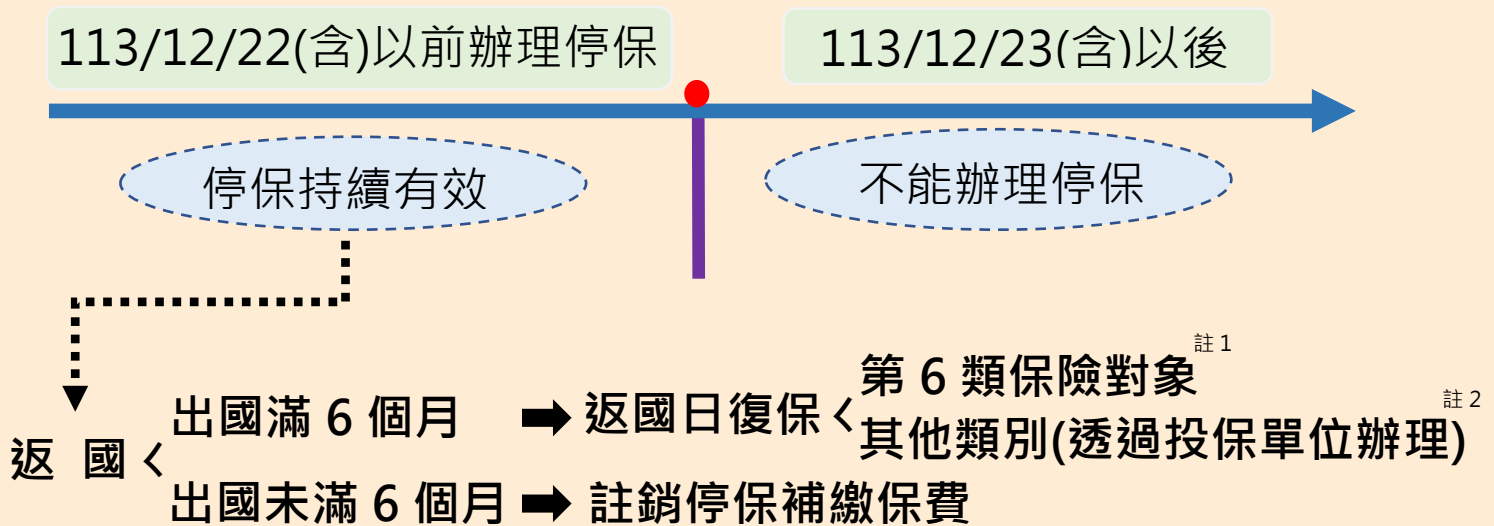 113/12/22(含)以前辦理停保
113/12/23(含)以後
停保持續有效
不能辦理停保
返 國く
出國滿 6 個月 ➡ 返國日復保く
第 6 類保險對象 註 1
其他類別(透過投保單位辦理) 註 2
出國未滿 6 個月 ➡ 註銷停保補繳保費